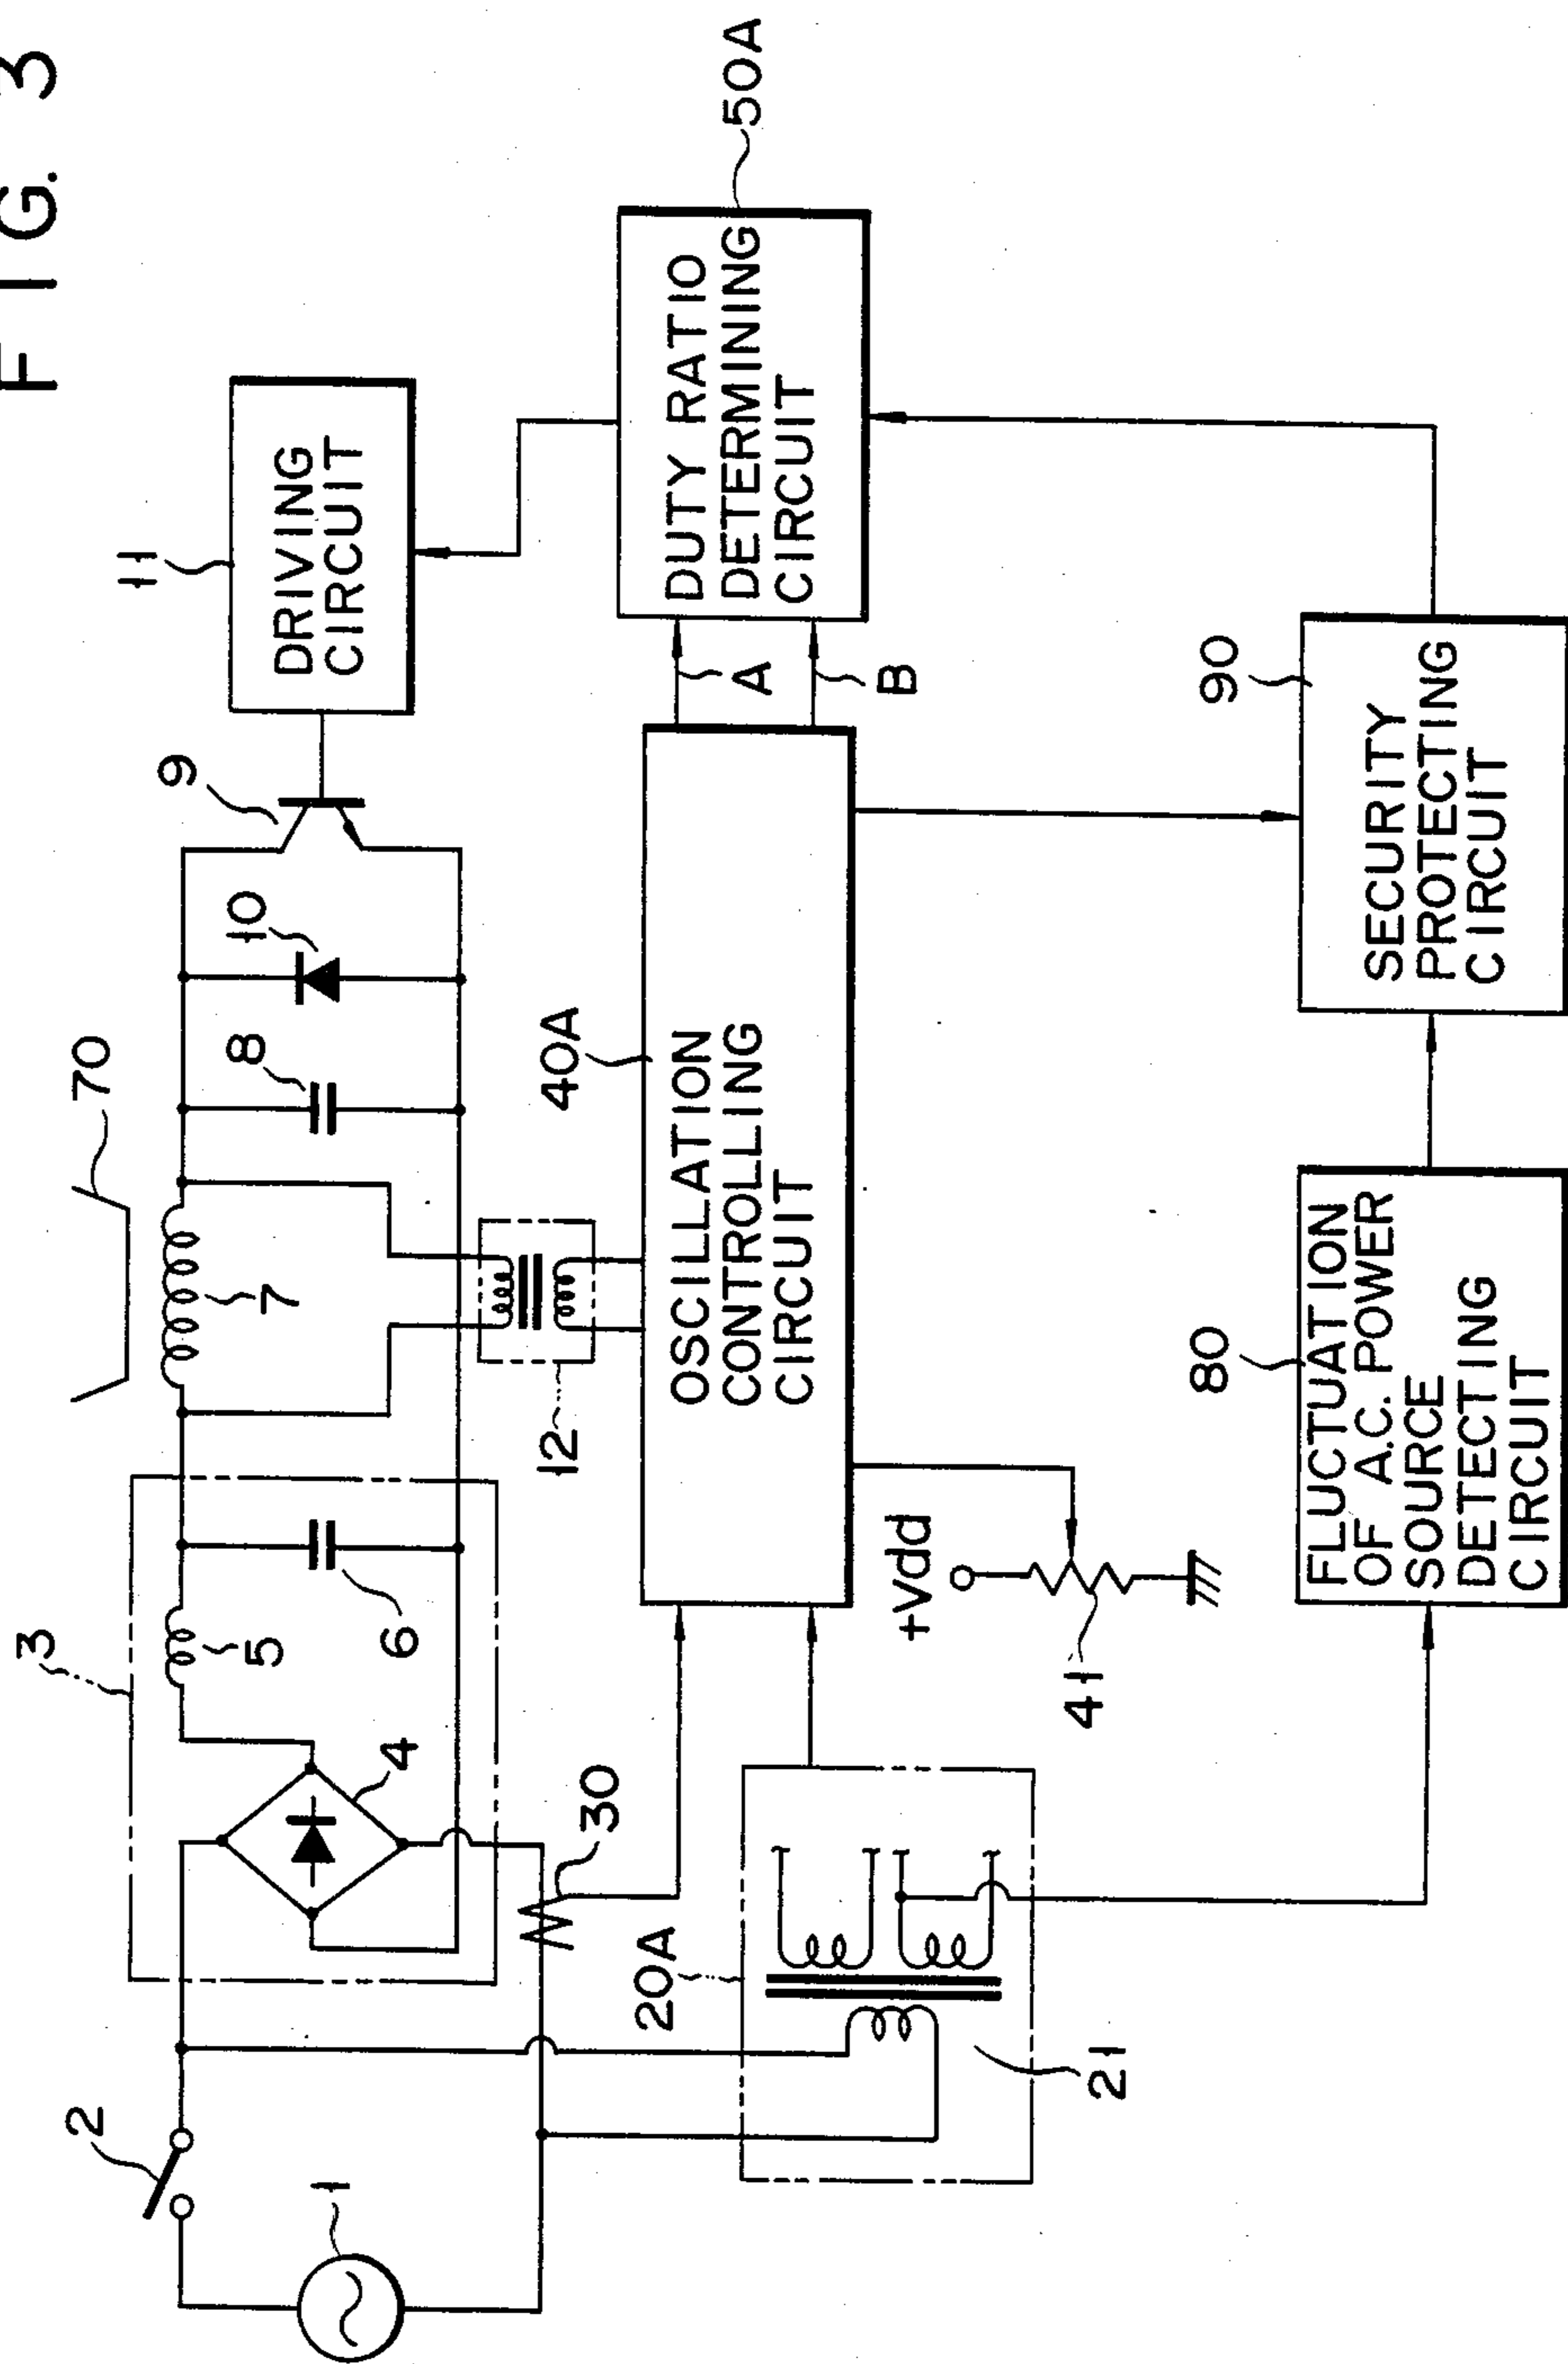 FIG. 3
70
11
3
2
9
10
8
DRIVING
CIRCUIT
7
5
6
4
1
12
40A
50A
30
20A
OSCILLATION
CONTROLLING
CIRCUIT
A
B
DUTY RATIO
DETERMINING
CIRCUIT
+Vdd
41
21
80
90
FLUCTUATION
OF A.C. POWER
SOURCE
DETECTING
CIRCUIT
SECURITY
PROTECTING
CIRCUIT